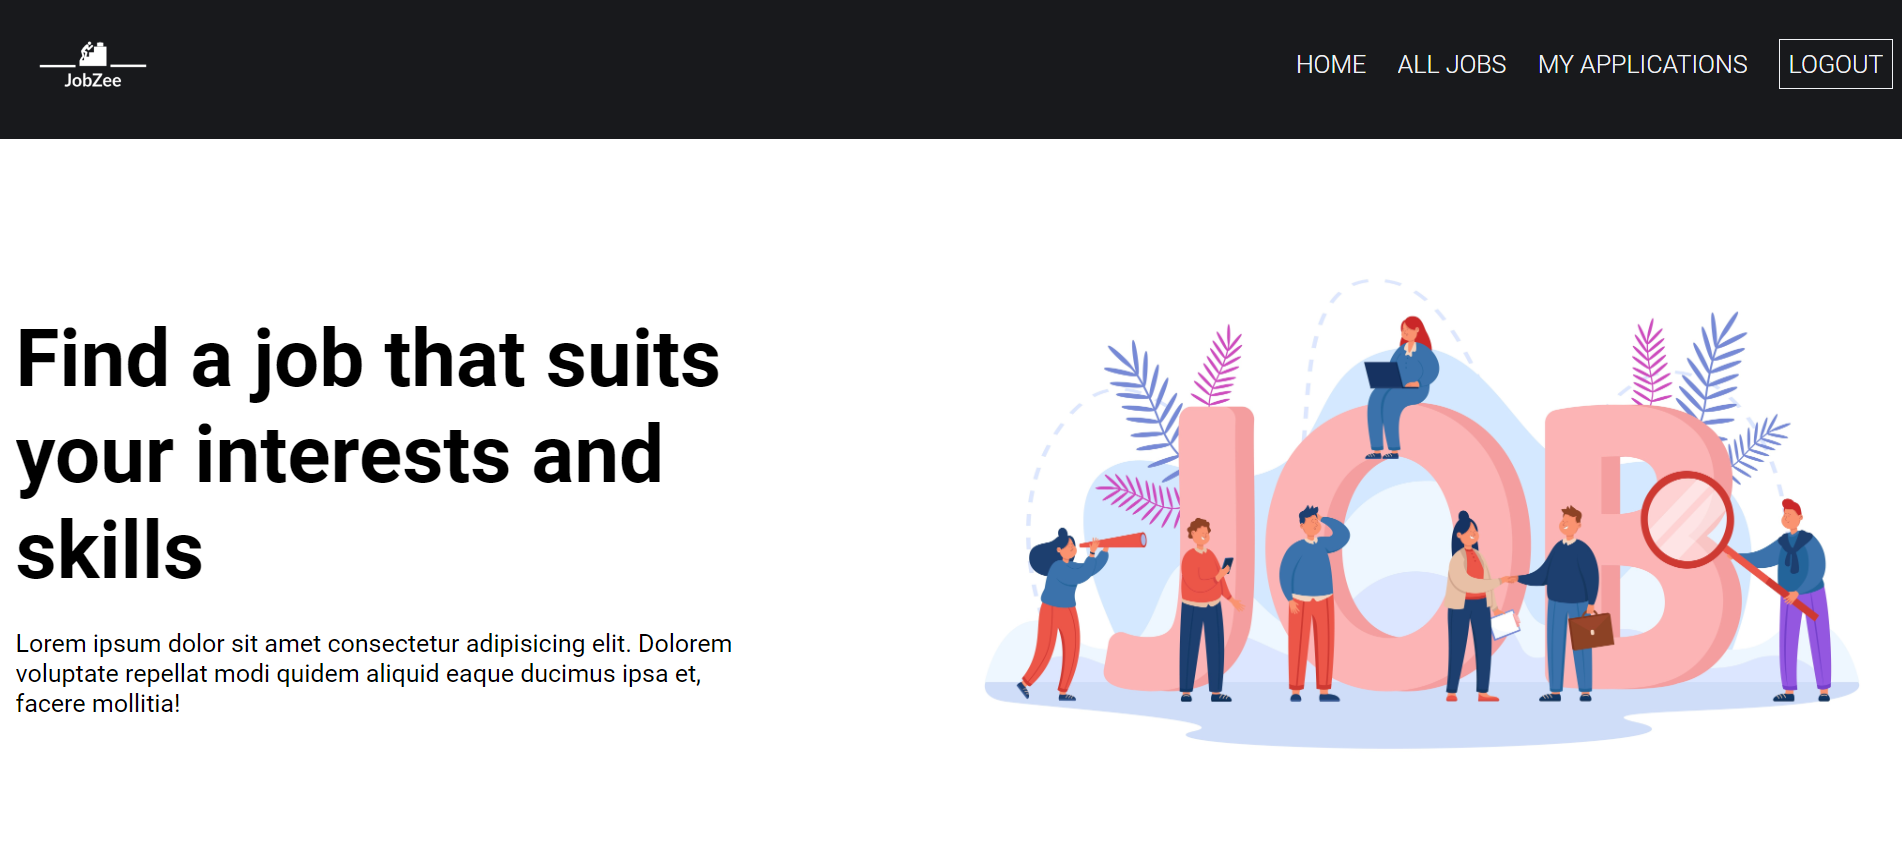 JobZee
HOME ALL JOBS MY APPLICATIONS LOGOUT
Find a job that suits
your interests and
skills
Lorem ipsum dolor sit amet consectetur adipisicing elit. Dolorem
voluptate repellat modi quidem aliquid eaque ducimus ipsa et,
facere mollitia!
JOB